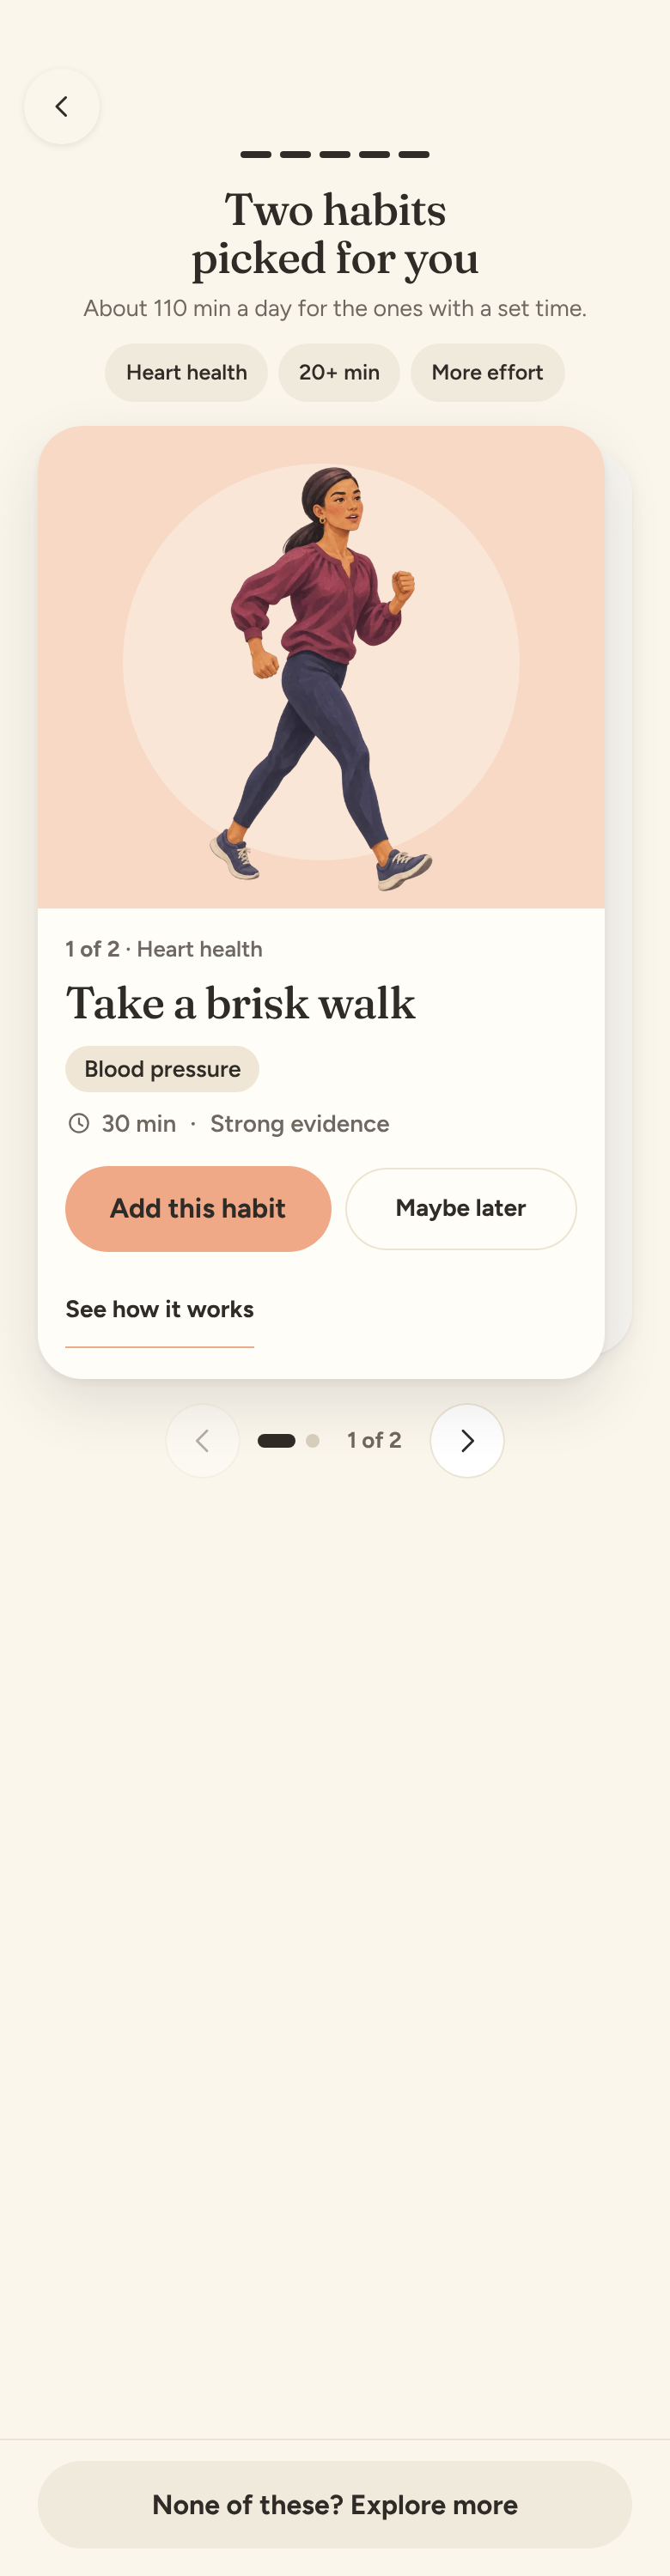 Two habits
picked for you
About 110 min a day for the ones with a set time.
Heart health
20+ min
More effort
1 of 2 · Heart health
Take a brisk walk
Blood pressure
30 min · Strong evidence
Add this habit
Maybe later
See how it works
1 of 2
None of these? Explore more